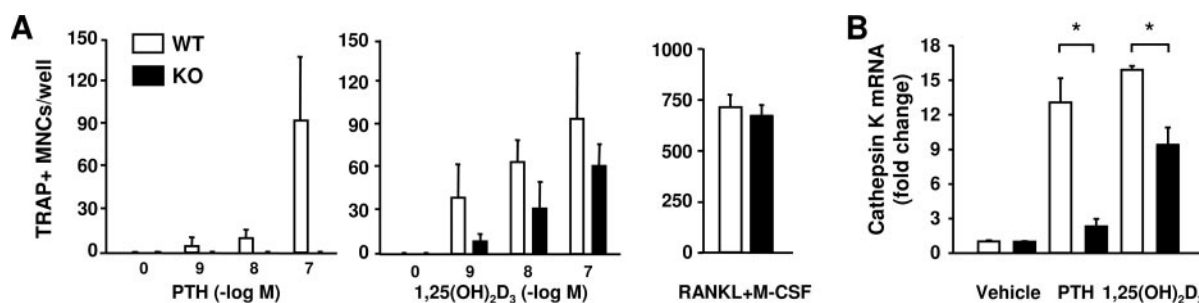 A
TRAP+ MNCs/well
150
120
90
60
30
0
WT
KO
0 9 8 7
PTH (-log M)
150
120
90
60
30
0
0 9 8 7
1,25(OH)₂D₃ (-log M)
1000
750
500
250
0
RANKL+M-CSF
B
Cathepsin K mRNA
(fold change)
18
15
12
9
6
3
0
* *
Vehicle PTH 1,25(OH)₂D₃